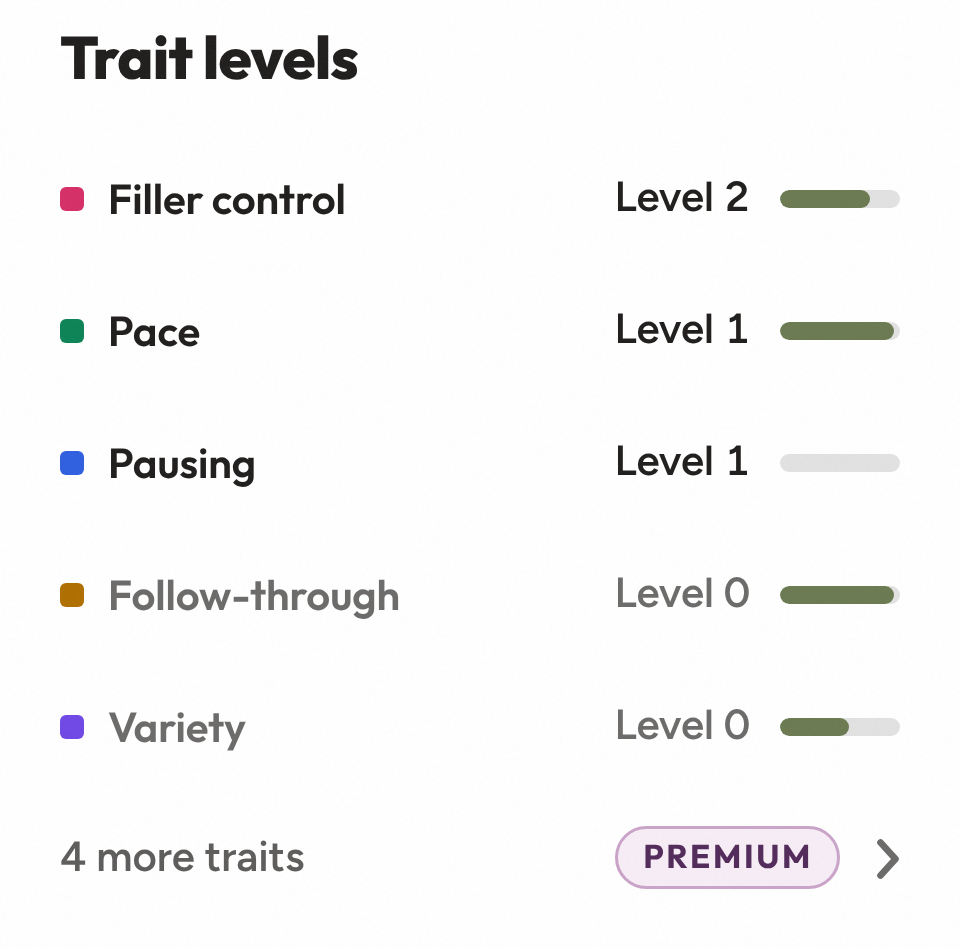 Trait levels
Filler control Level 2
Pace Level 1
Pausing Level 1
Follow-through Level 0
Variety Level 0
4 more traits PREMIUM